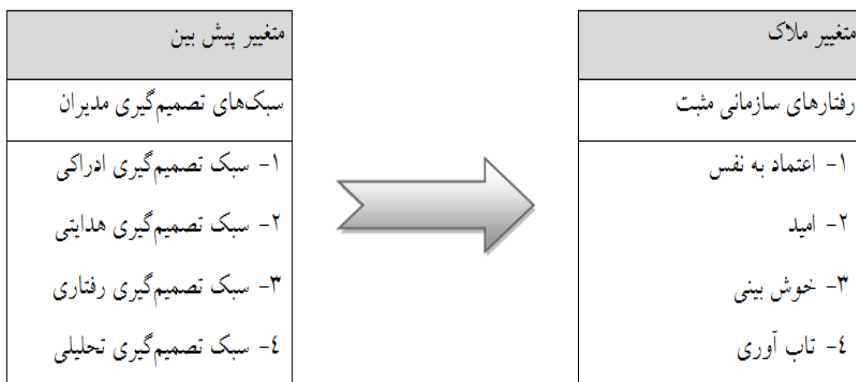 متغییر پیش بین
سبک‌های تصمیم‌گیری مدیران
۱- سبک تصمیم‌گیری ادراکی
۲- سبک تصمیم‌گیری هدایتی
۳- سبک تصمیم‌گیری رفتاری
٤- سبک تصمیم‌گیری تحلیلی
متغییر ملاک
رفتارهای سازمانی مثبت
۱- اعتماد به نفس
۲- امید
۳- خوش بینی
٤- تاب آوری